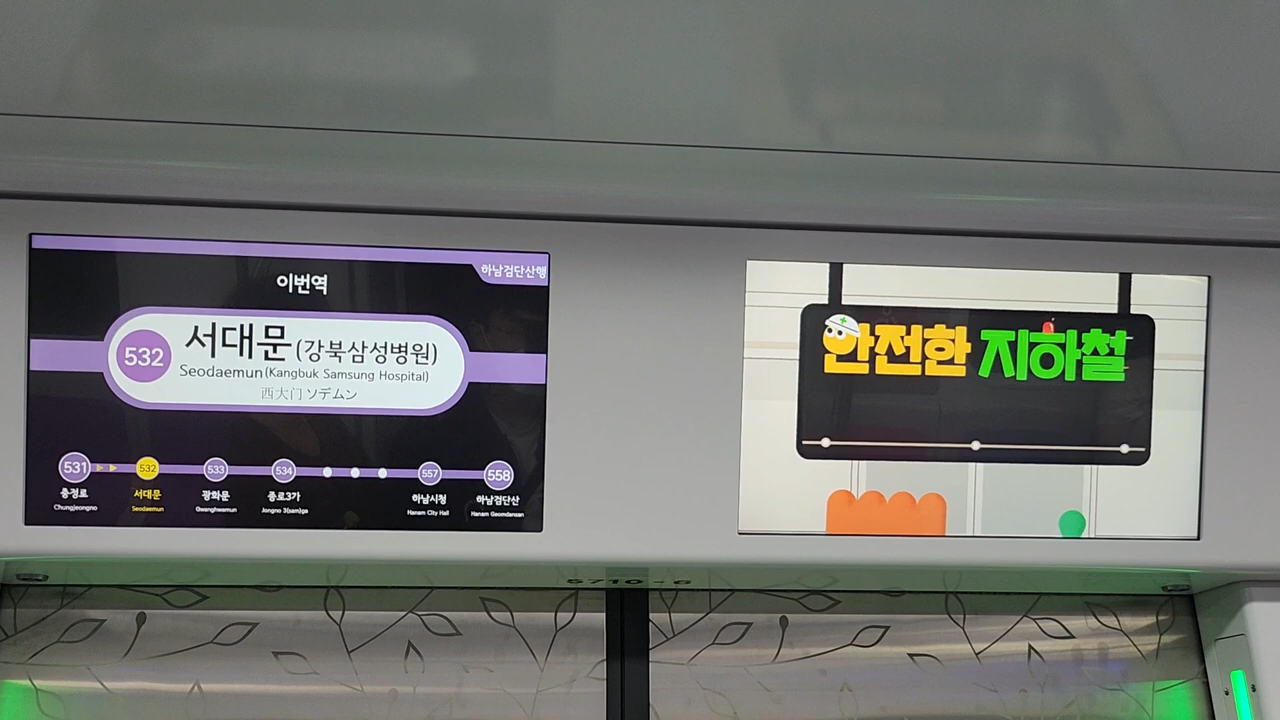 하남검단산행
이번역
532
서대문(강북삼성병원)
Seodaemun(Kangbuk Samsung Hospital)
西大门 ソデムン
531 532 533 534 557 558
충정로 서대문 광화문 종로3가 하남시청 하남검단산
Chungjeongno Seodaemun Gwanghwamun Jongno 3(sam)ga Hanam City Hall Hanam Geomdansan
안전한 지하철
5710-6